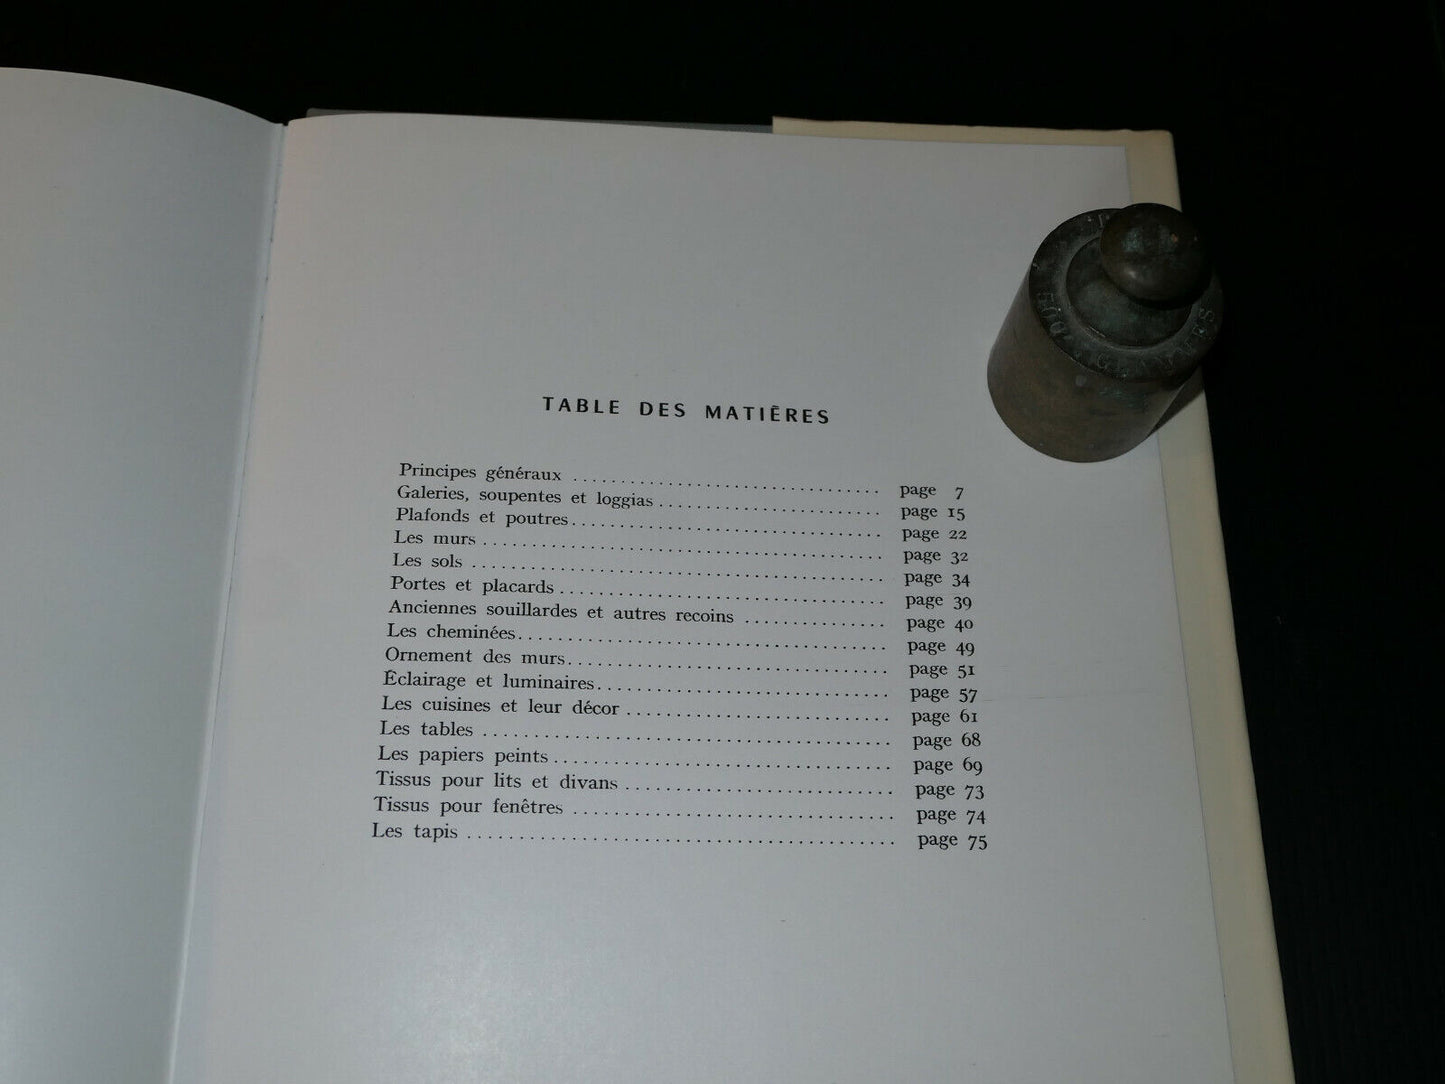 TABLE DES MATIÈRES
Principes généraux ................................ page 7
Galeries, soupentes et loggias ....................... page 15
Plafonds et poutres ................................ page 22
Les murs ......................................... page 32
Les sols .......................................... page 34
Portes et placards ................................. page 39
Anciennes souillardes et autres recoins ............... page 40
Les cheminées ..................................... page 49
Ornement des murs ................................. page 51
Éclairage et luminaires .............................. page 57
Les cuisines et leur décor ........................... page 61
Les tables ......................................... page 68
Les papiers peints .................................. page 69
Tissus pour lits et divans ........................... page 73
Tissus pour fenêtres ................................ page 74
Les tapis .......................................... page 75